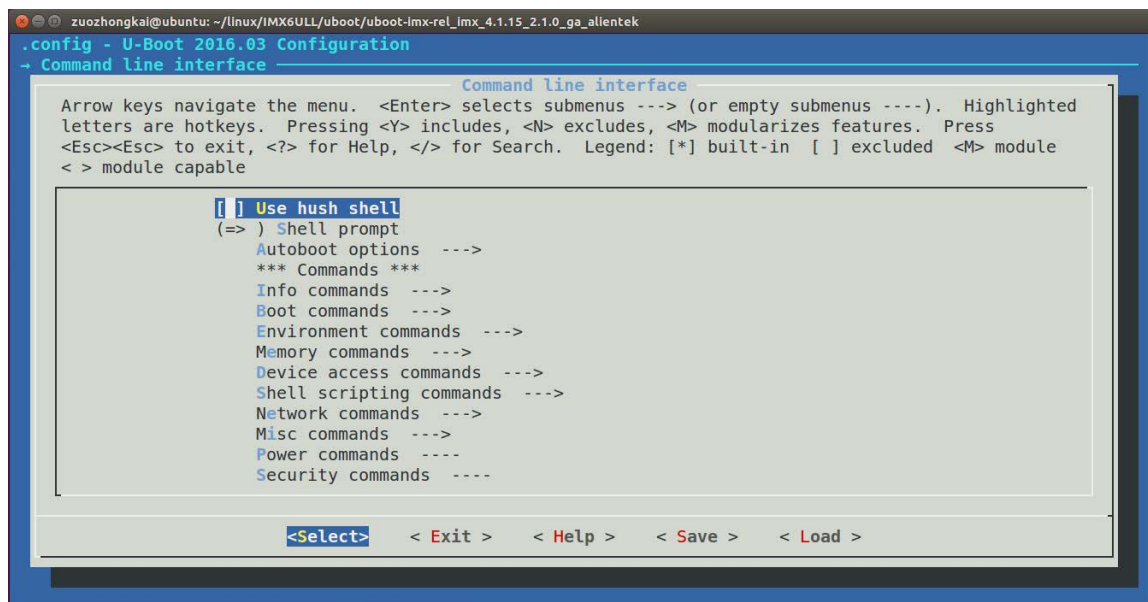 zuozhongkai@ubuntu: ~/linux/IMX6ULL/uboot/uboot-imx-rel_imx_4.1.15_2.1.0_ga_alientek
.config - U-Boot 2016.03 Configuration
→ Command line interface
Command line interface
Arrow keys navigate the menu.  <Enter> selects submenus ---> (or empty submenus ----).  Highlighted
letters are hotkeys.  Pressing <Y> includes, <N> excludes, <M> modularizes features.  Press
<Esc><Esc> to exit, <?> for Help, </> for Search.  Legend: [*] built-in  [ ] excluded  <M> module
< > module capable
[ ] Use hush shell
(=> ) Shell prompt
Autoboot options  --->
*** Commands ***
Info commands  --->
Boot commands  --->
Environment commands  --->
Memory commands  --->
Device access commands  --->
Shell scripting commands  --->
Network commands  --->
Misc commands  --->
Power commands  ----
Security commands  ----
<Select>    < Exit >    < Help >    < Save >    < Load >